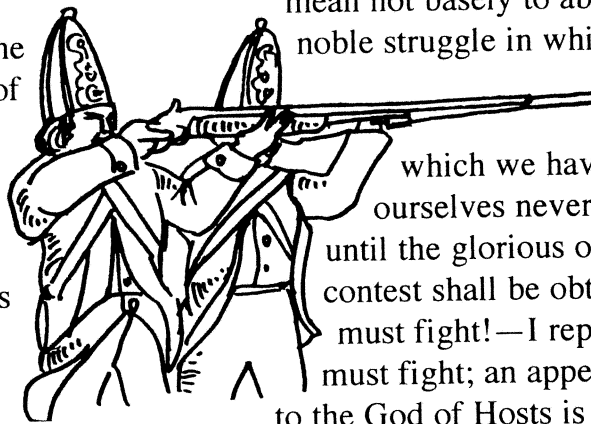 mean not basely to ab
noble struggle in whi
of
which we hav
ourselves never
until the glorious o
s
contest shall be obt
must fight!—I rep
must fight; an appe
to the God of Hosts is